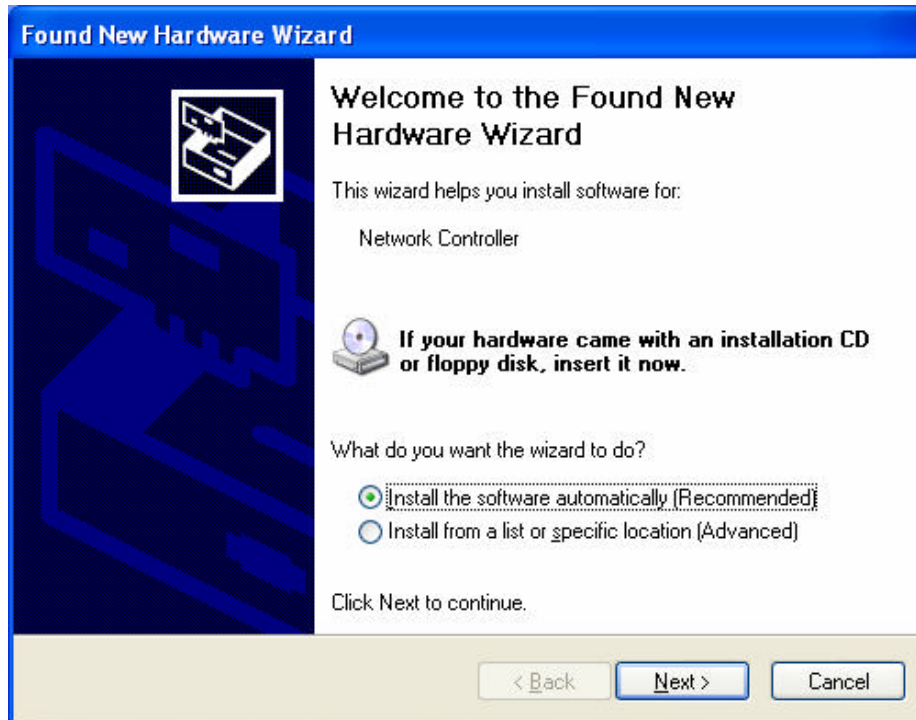 Found New Hardware Wizard
Welcome to the Found New
Hardware Wizard
This wizard helps you install software for:
Network Controller
If your hardware came with an installation CD
or floppy disk, insert it now.
What do you want the wizard to do?
Install the software automatically (Recommended)
Install from a list or specific location (Advanced)
Click Next to continue.
< Back Next > Cancel